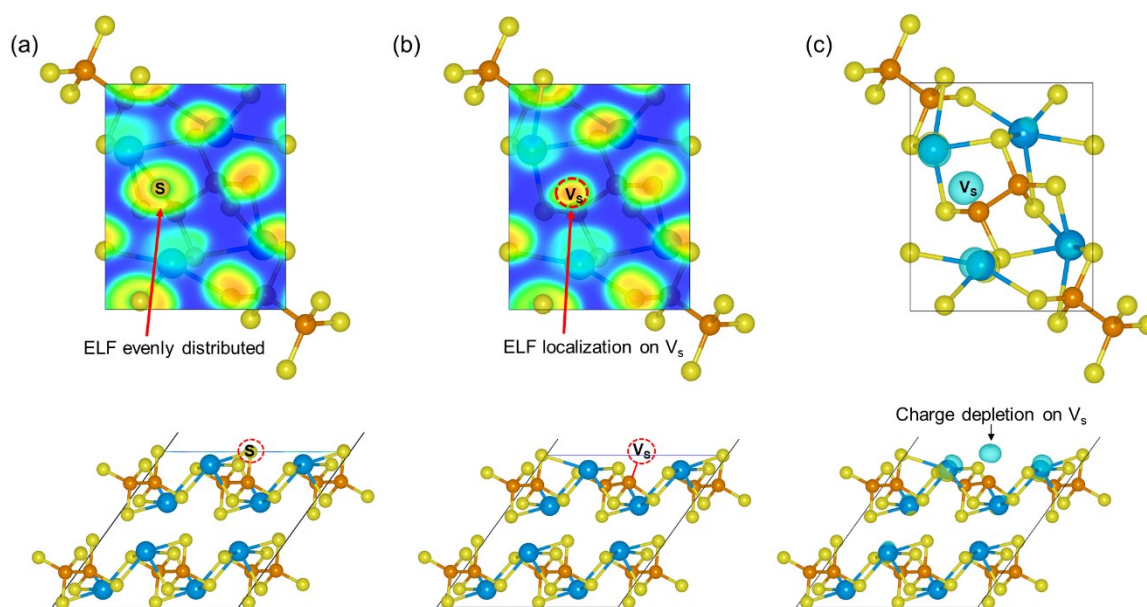 (a)
(b)
(c)
S
Vs
Vs
ELF evenly distributed
ELF localization on Vs
Charge depletion on Vs
S
Vs